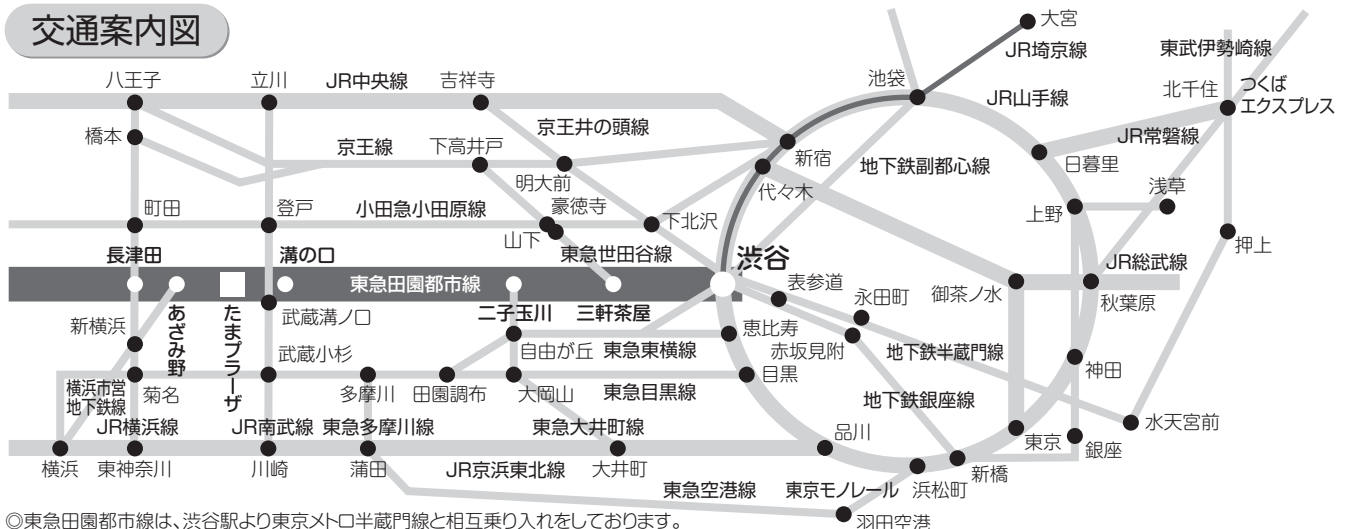 交通案内図
大宮
JR埼京線
東武伊勢崎線
八王子
立川
JR中央線
吉祥寺
池袋
JR山手線
北千住
つくば
エクスプレス
橋本
京王線
下高井戸
京王井の頭線
新宿
地下鉄副都心線
JR常磐線
日暮里
明大前
代々木
浅草
町田
登戸
小田急小田原線
豪徳寺
山下
下北沢
上野
押上
長津田
溝の口
東急世田谷線
渋谷
JR総武線
東急田園都市線
表参道
永田町
御茶ノ水
秋葉原
新横浜
あざみ野
たまプラーザ
武蔵溝ノ口
二子玉川
三軒茶屋
恵比寿
赤坂見附
地下鉄半蔵門線
武蔵小杉
自由が丘
東急東横線
目黒
神田
横浜市営
地下鉄線
菊名
多摩川
田園調布
大岡山
東急目黒線
地下鉄銀座線
水天宮前
JR横浜線
JR南武線
東急多摩川線
東急大井町線
品川
東京
銀座
横浜
東神奈川
川崎
蒲田
JR京浜東北線
大井町
新橋
東急空港線
東京モノレール
浜松町
羽田空港
◎東急田園都市線は、渋谷駅より東京メトロ半蔵門線と相互乗り入れをしております。